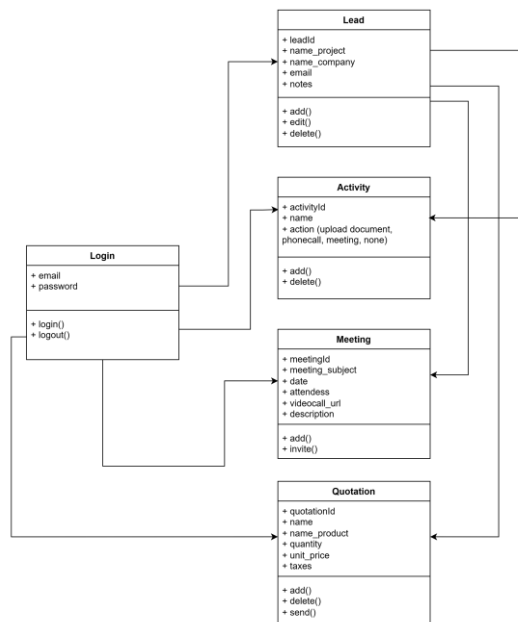 Lead
+ leadId
+ name_project
+ name_company
+ email
+ notes
+ add()
+ edit()
+ delete()
Activity
+ activityId
+ name
+ action (upload document,
phonecall, meeting, none)
+ add()
+ delete()
Login
+ email
+ password
+ login()
+ logout()
Meeting
+ meetingId
+ meeting_subject
+ date
+ attendess
+ videocall_url
+ description
+ add()
+ invite()
Quotation
+ quotationId
+ name
+ name_product
+ quantity
+ unit_price
+ taxes
+ add()
+ delete()
+ send()